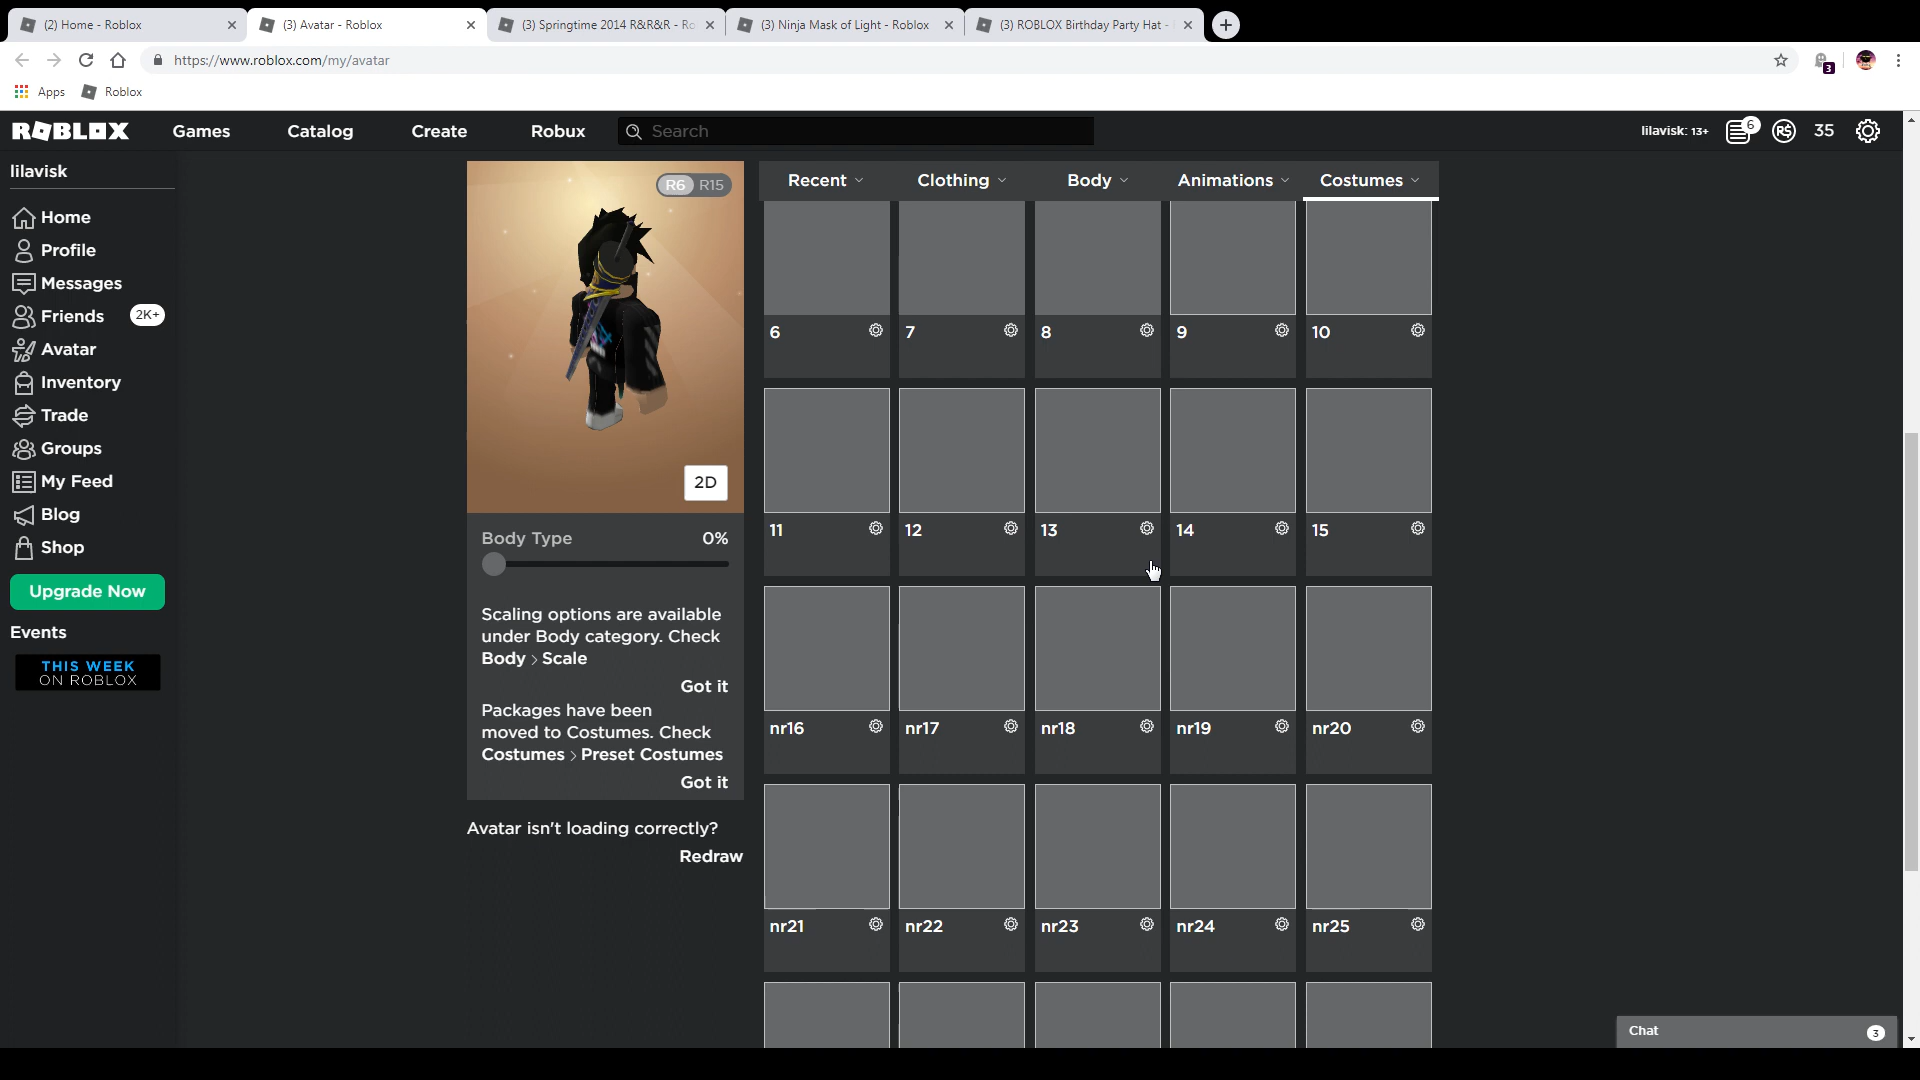 (2) Home - Roblox
(3) Avatar - Roblox
(3) Springtime 2014 R&R&R - Ro
(3) Ninja Mask of Light - Roblox
(3) ROBLOX Birthday Party Hat -
https://www.roblox.com/my/avatar
3
Apps
Roblox
ROBLOX
Games
Catalog
Create
Robux
Search
lilavisk: 13+
6
R$
35
lilavisk
Home
Profile
Messages
Friends
2K+
Avatar
Inventory
Trade
Groups
My Feed
Blog
Shop
Upgrade Now
Events
THIS WEEK
ON ROBLOX
R6 R15
2D
Body Type 0%
Scaling options are available
under Body category. Check
Body > Scale
Got it
Packages have been
moved to Costumes. Check
Costumes > Preset Costumes
Got it
Avatar isn't loading correctly?
Redraw
Recent
Clothing
Body
Animations
Costumes
6
7
8
9
10
11
12
13
14
15
nr16
nr17
nr18
nr19
nr20
nr21
nr22
nr23
nr24
nr25
Chat
3